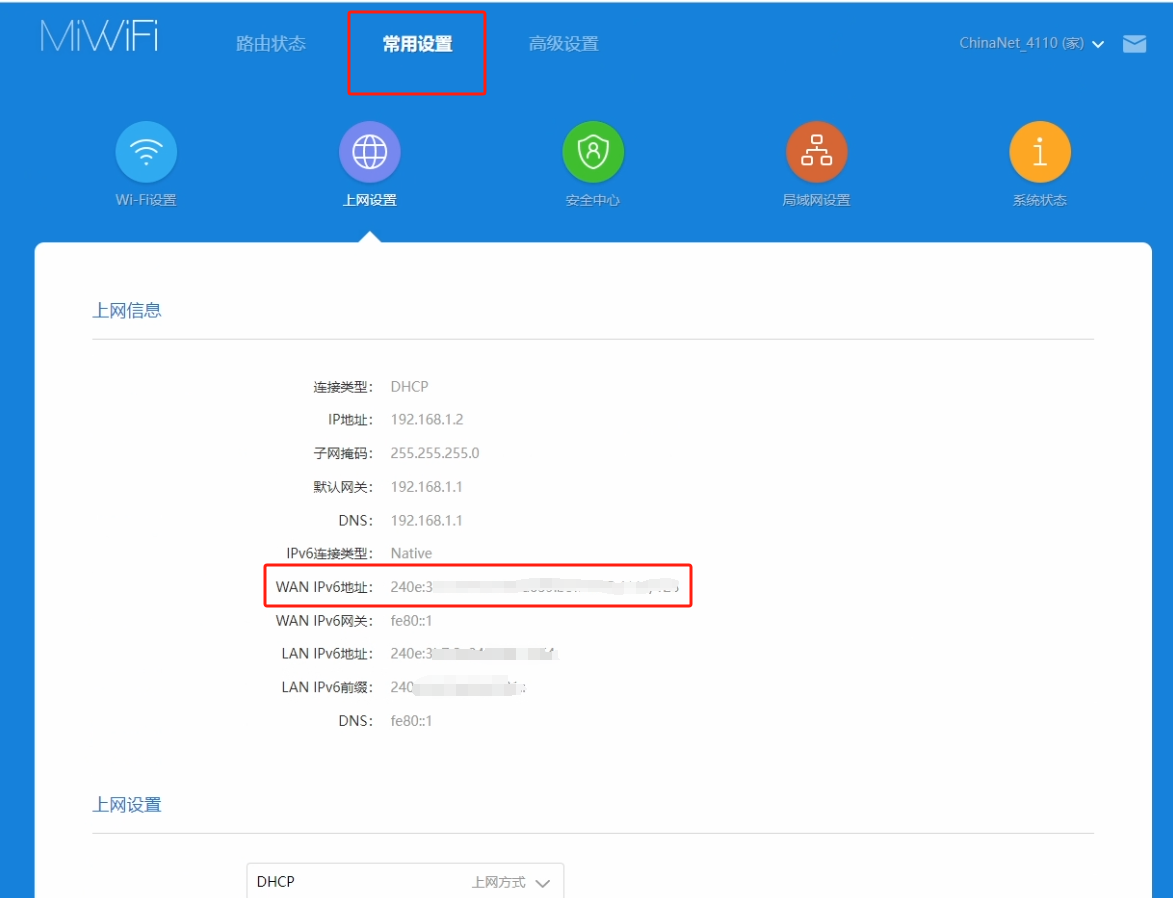 MiWiFi
路由状态 常用设置 高级设置 ChinaNet_4110 (家)
Wi-Fi设置 上网设置 安全中心 局域网设置 系统状态
上网信息
连接类型: DHCP
IP地址: 192.168.1.2
子网掩码: 255.255.255.0
默认网关: 192.168.1.1
DNS: 192.168.1.1
IPv6连接类型: Native
WAN IPv6地址: 240e:3
WAN IPv6网关: fe80::1
LAN IPv6地址: 240e:3
LAN IPv6前缀: 240
DNS: fe80::1
上网设置
DHCP 上网方式